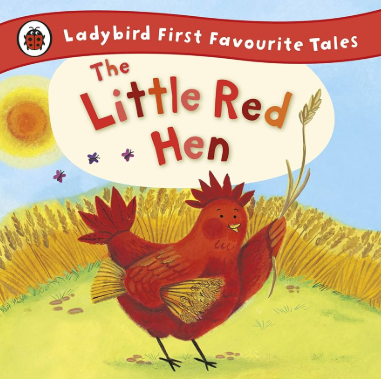 Ladybird First Favourite Tales
The
Little Red
Hen